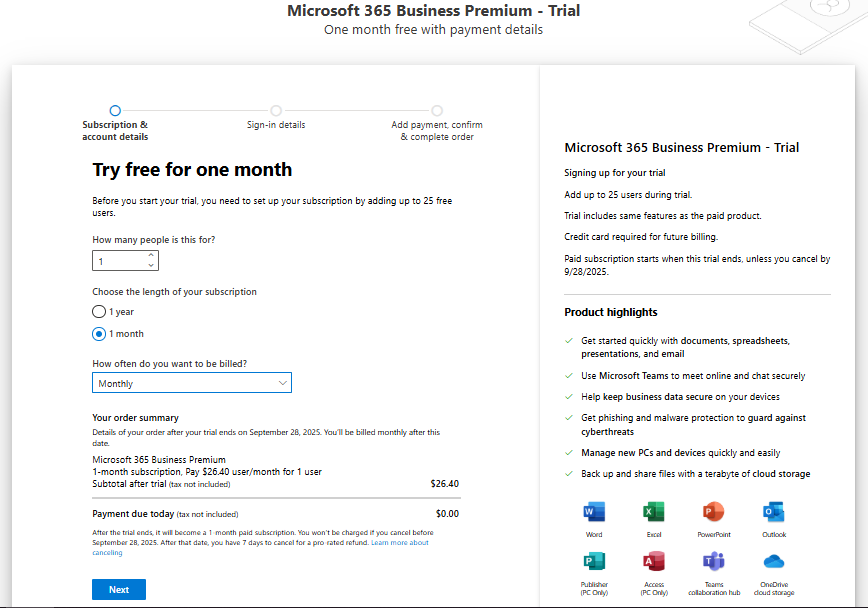 Microsoft 365 Business Premium - Trial
One month free with payment details
Subscription &
account details
Sign-in details
Add payment, confirm
& complete order
Try free for one month
Before you start your trial, you need to set up your subscription by adding up to 25 free
users.
How many people is this for?
1
Choose the length of your subscription
1 year
1 month
How often do you want to be billed?
Monthly
Your order summary
Details of your order after your trial ends on September 28, 2025. You'll be billed monthly after this
date.
Microsoft 365 Business Premium
1-month subscription, Pay $26.40 user/month for 1 user
Subtotal after trial (tax not included) $26.40
Payment due today (tax not included) $0.00
After the trial ends, it will become a 1-month paid subscription. You won't be charged if you cancel before
September 28, 2025. After that date, you have 7 days to cancel for a pro-rated refund. Learn more about
canceling
Next
Microsoft 365 Business Premium - Trial
Signing up for your trial
Add up to 25 users during trial.
Trial includes same features as the paid product.
Credit card required for future billing.
Paid subscription starts when this trial ends, unless you cancel by
9/28/2025.
Product highlights
Get started quickly with documents, spreadsheets,
presentations, and email
Use Microsoft Teams to meet online and chat securely
Help keep business data secure on your devices
Get phishing and malware protection to guard against
cyberthreats
Manage new PCs and devices quickly and easily
Back up and share files with a terabyte of cloud storage
Word
Excel
PowerPoint
Outlook
Publisher
(PC Only)
Access
(PC Only)
Teams
collaboration hub
OneDrive
cloud storage